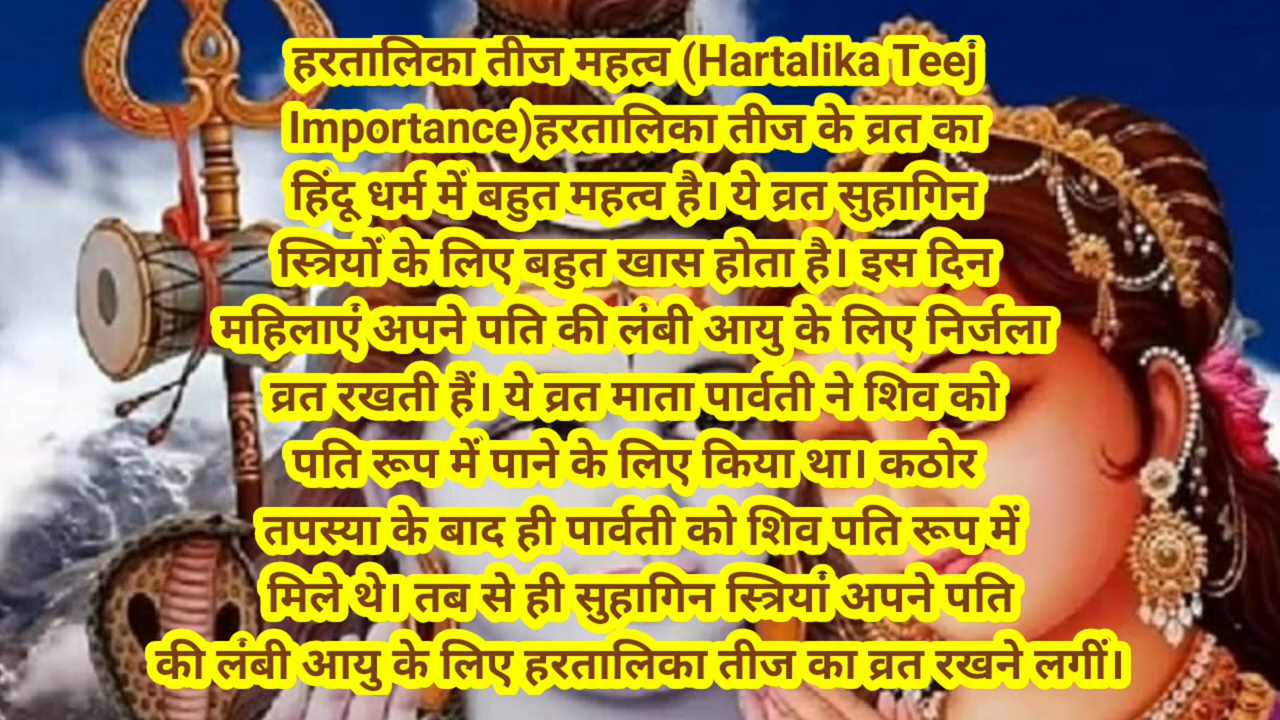 हरतालिका तीज महत्व (Hartalika Teej
Importance)हरतालिका तीज के व्रत का
हिंदू धर्म में बहुत महत्व है। ये व्रत सुहागिन
स्त्रियों के लिए बहुत खास होता है। इस दिन
महिलाएं अपने पति की लंबी आयु के लिए निर्जला
व्रत रखती हैं। ये व्रत माता पार्वती ने शिव को
पति रूप में पाने के लिए किया था। कठोर
तपस्या के बाद ही पार्वती को शिव पति रूप में
मिले थे। तब से ही सुहागिन स्त्रियां अपने पति
की लंबी आयु के लिए हरतालिका तीज का व्रत रखने लगीं।